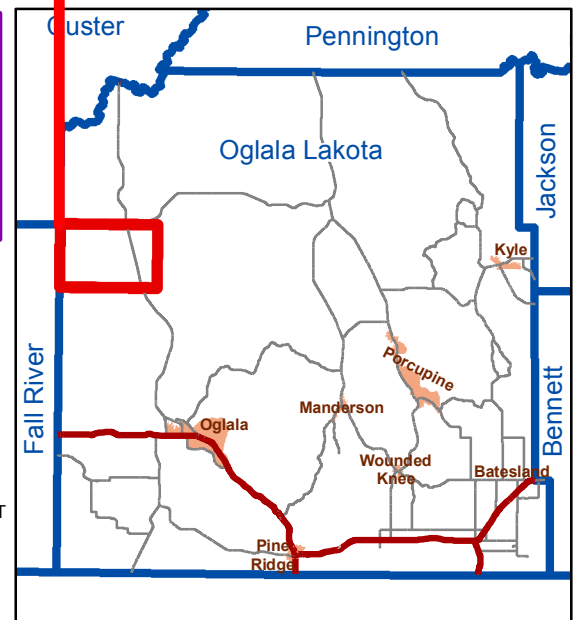 Custer
Pennington
Oglala Lakota
Jackson
Kyle
Fall River
Porcupine
Manderson
Oglala
Bennett
Wounded
Knee
Batesland
T
Pine
Ridge